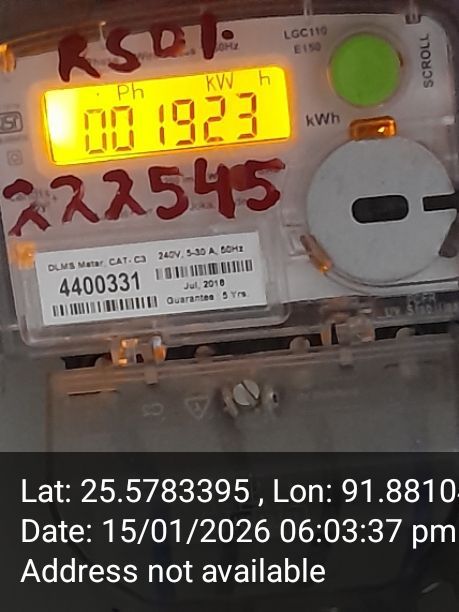 RSD1.
Hz
LGC110
E150
SCROLL
Ph kW h
001923
kWh
222545
DLMS Meter, CAT- C3 240V, 5-30 A, 50Hz
4400331
Jul, 2018
Guarantee 5 Yrs.
Lat: 25.5783395 , Lon: 91.8810
Date: 15/01/2026 06:03:37 pm
Address not available